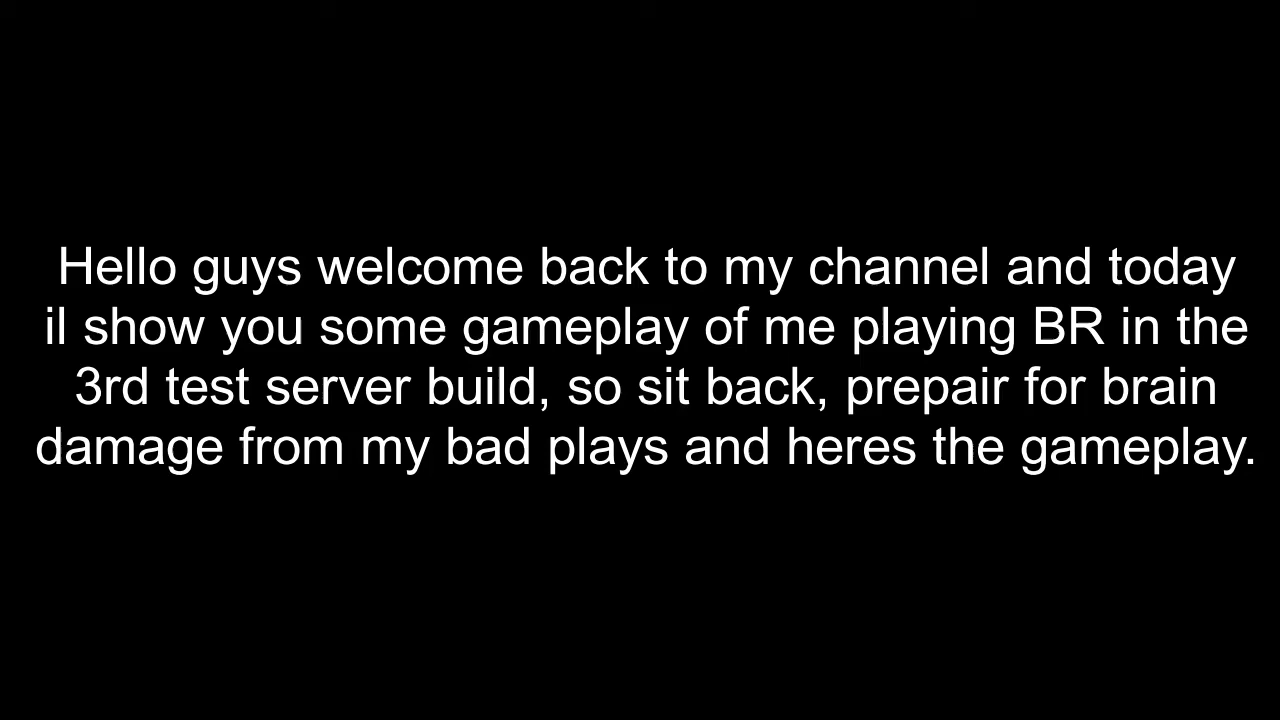 Hello guys welcome back to my channel and today
il show you some gameplay of me playing BR in the
3rd test server build, so sit back, prepair for brain
damage from my bad plays and heres the gameplay.